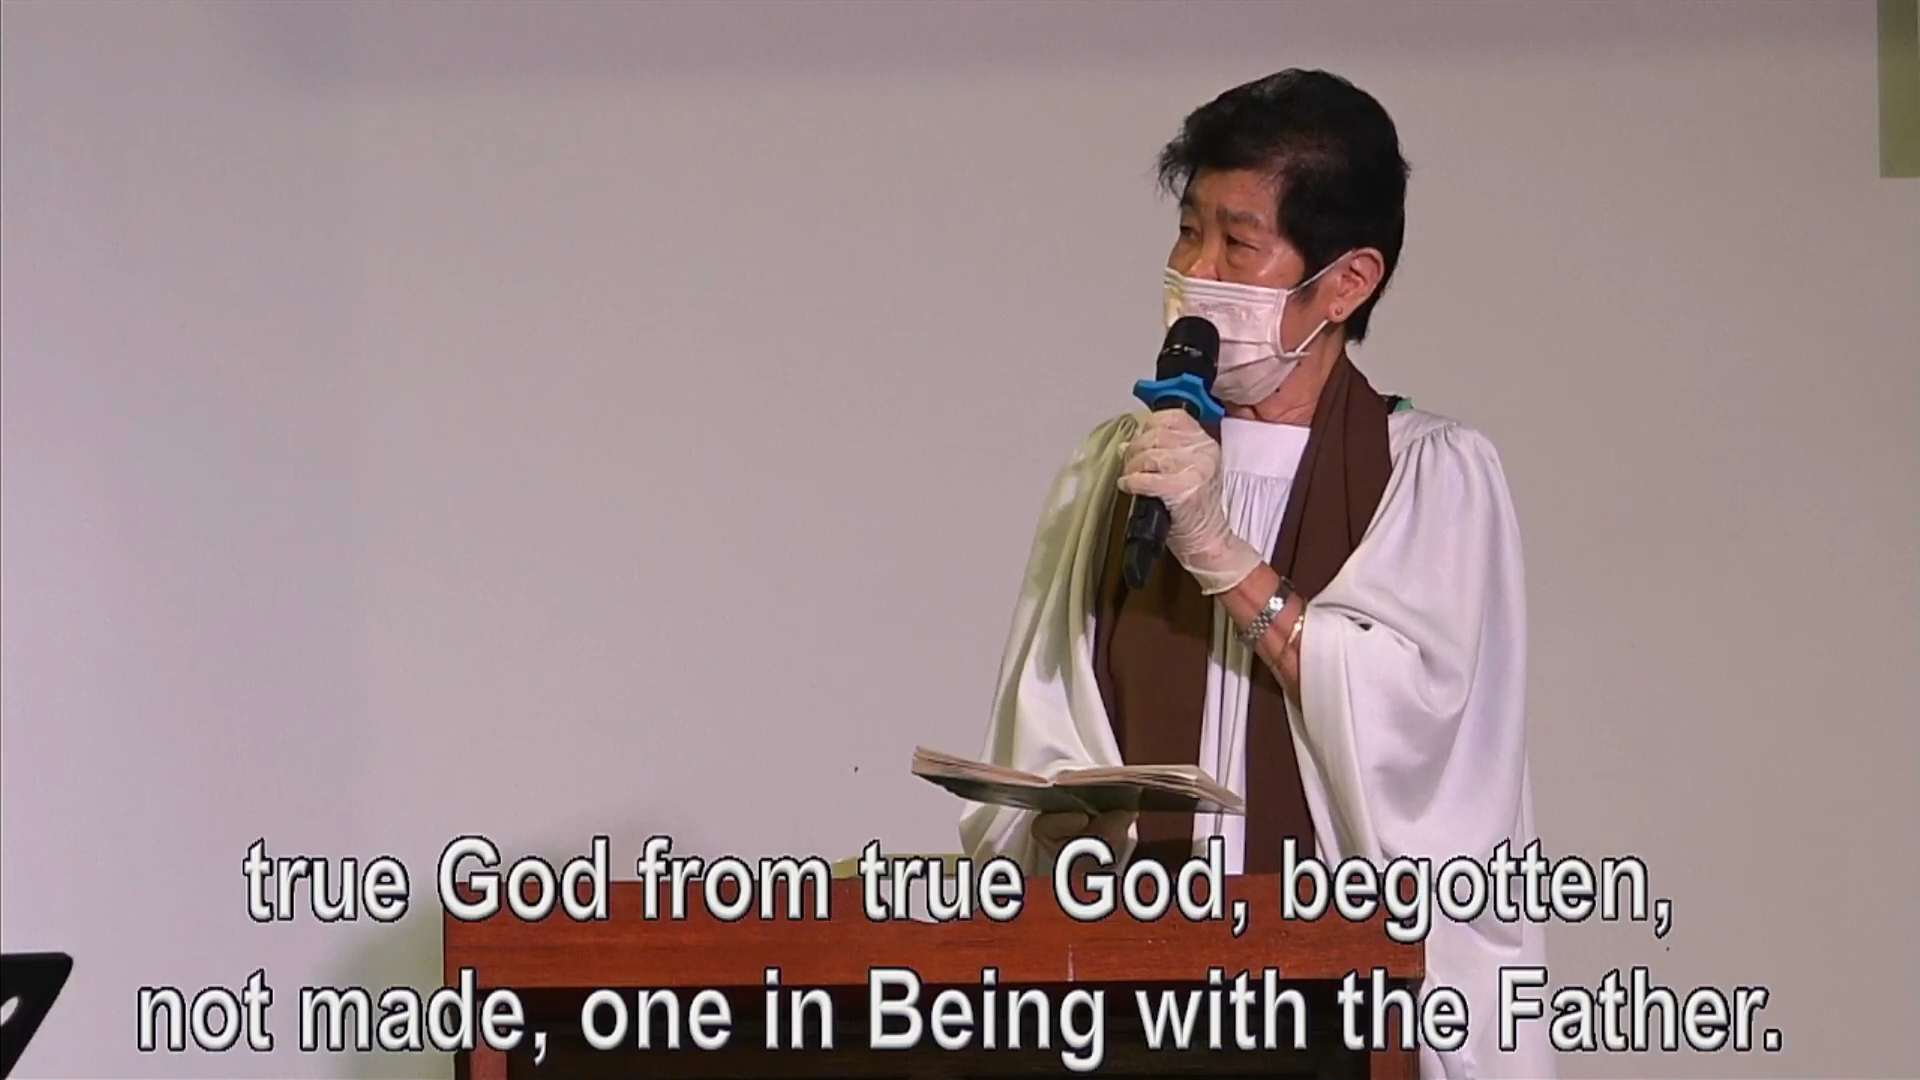 true God from true God, begotten,
not made, one in Being with the Father.